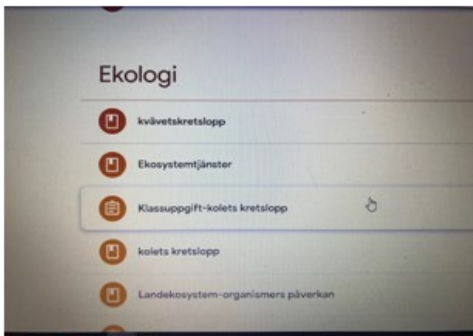 Ekologi
kvävetskretslopp
Ekosystemtjänster
Klassuppgift-kolets kretslopp
kolets kretslopp
Landekosystem-organismers påverkan